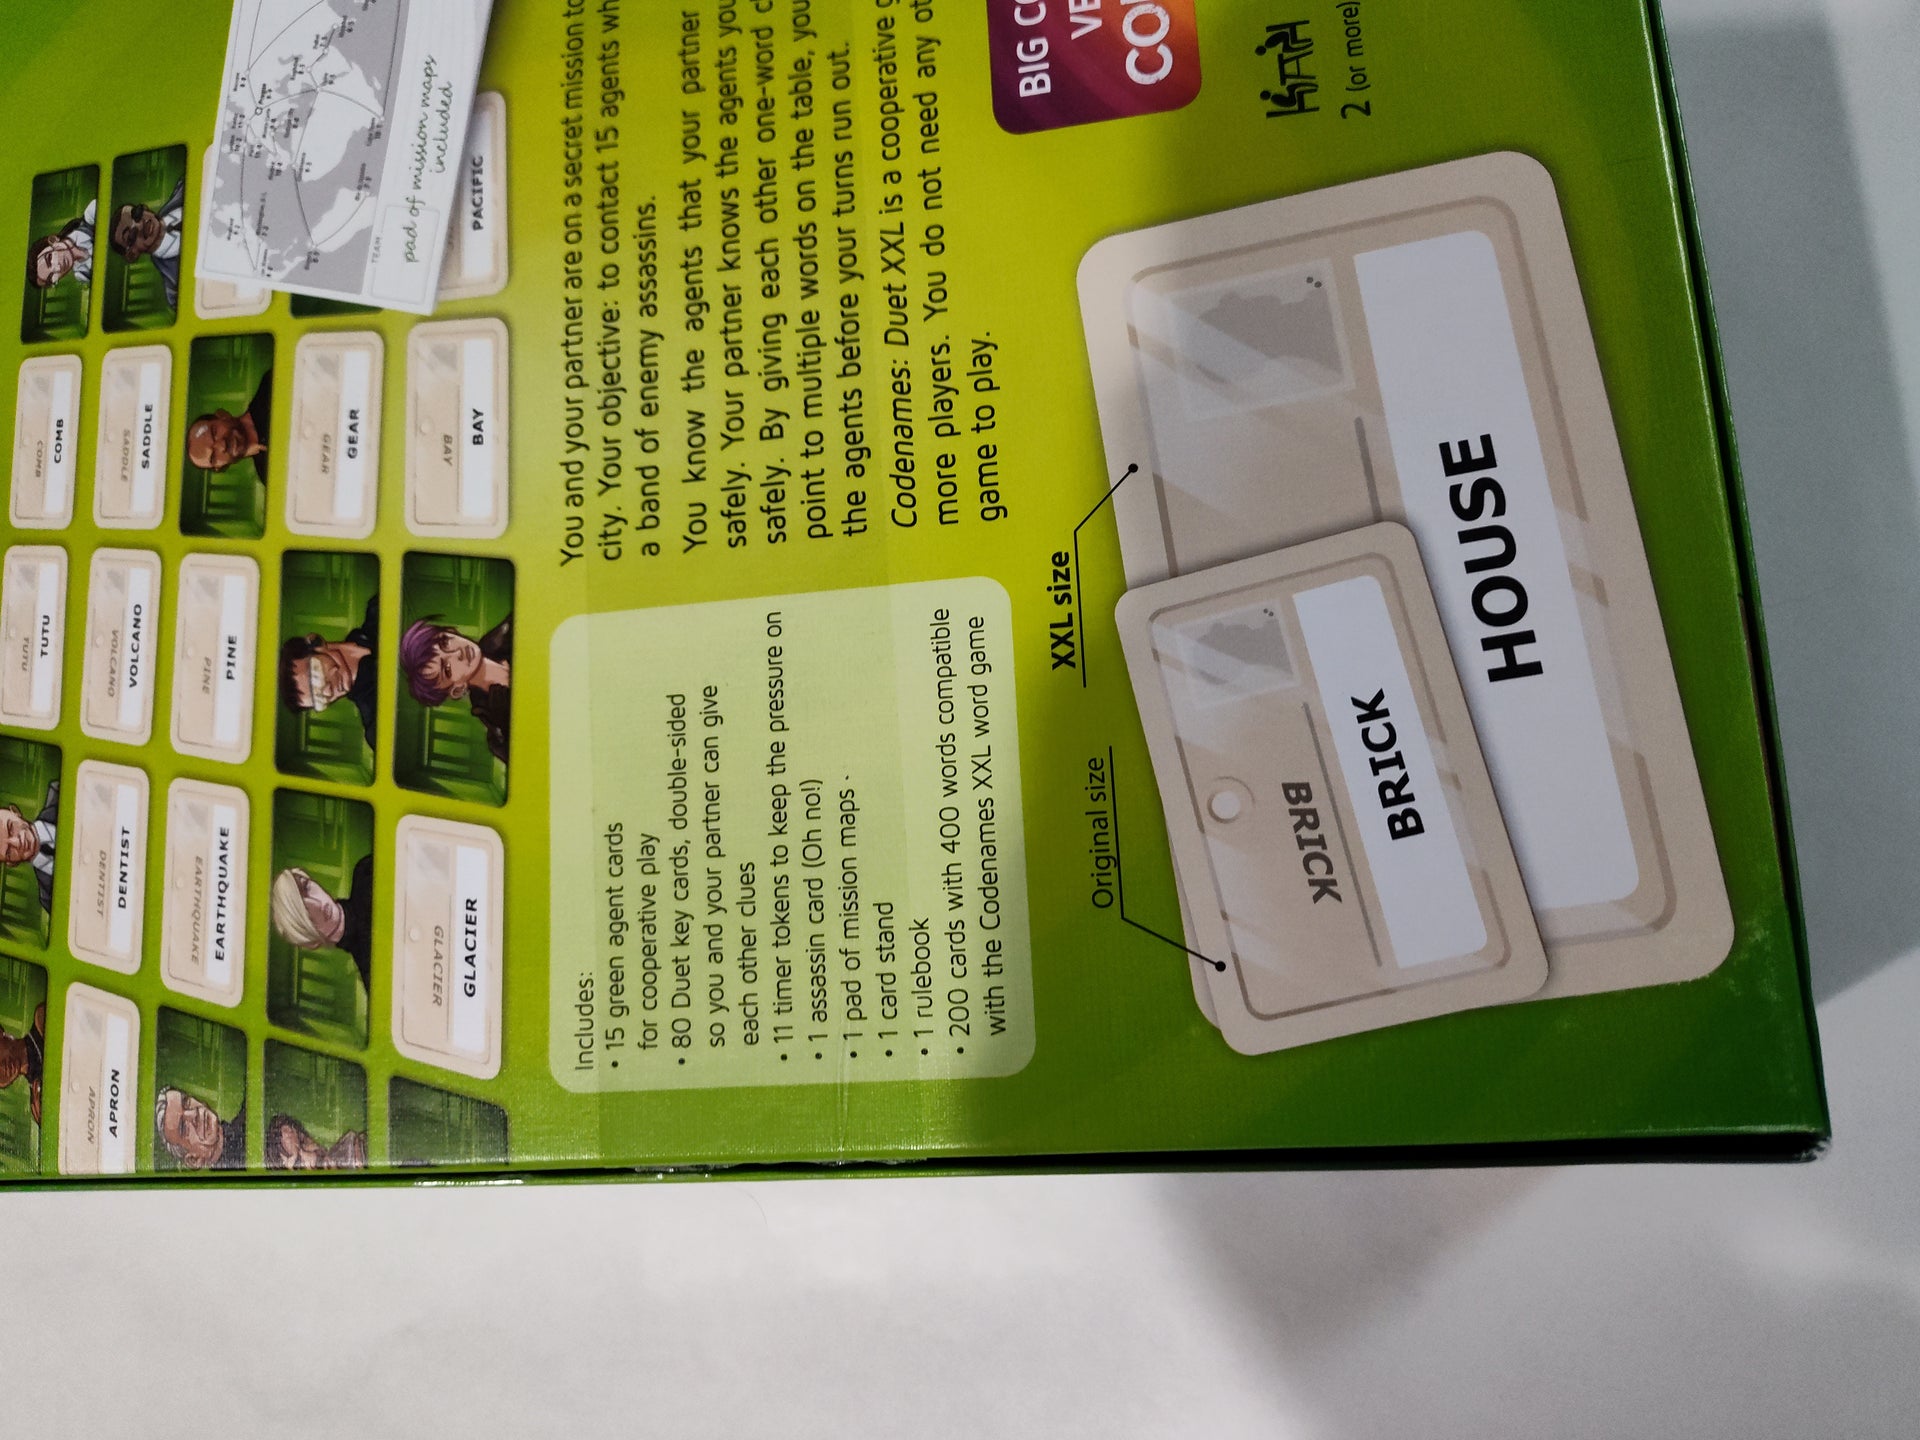 COMB
COMB
SADDLE
SADDLE
GEAR
GEAR
BAY
BAY
PACIFIC
TUTU
TUTU
VOLCANO
VOLCANO
PINE
PINE
DENTIST
DENTIST
EARTHQUAKE
EARTHQUAKE
GLACIER
GLACIER
APRON
APRON
TEAM
pad of mission maps
included
You and your partner are on a secret mission to
city. Your objective: to contact 15 agents
a band of enemy assassins.
You know the agents that your partner
safely. Your partner knows the agents
safely. By giving each other one-word
point to multiple words on the table,
the agents before your turns run out.
Codenames: Duet XXL is a cooperative
more players. You do not need any
game to play.
Includes:
• 15 green agent cards
for cooperative play
• 80 Duet key cards, double-sided
so you and your partner can give
each other clues
• 11 timer tokens to keep the pressure on
• 1 assassin card (Oh no!)
• 1 pad of mission maps .
• 1 card stand
• 1 rulebook
• 200 cards with 400 words compatible
with the Codenames XXL word game
BIG
2 (or more)
Original size
XXL size
BRICK
BRICK
HOUSE